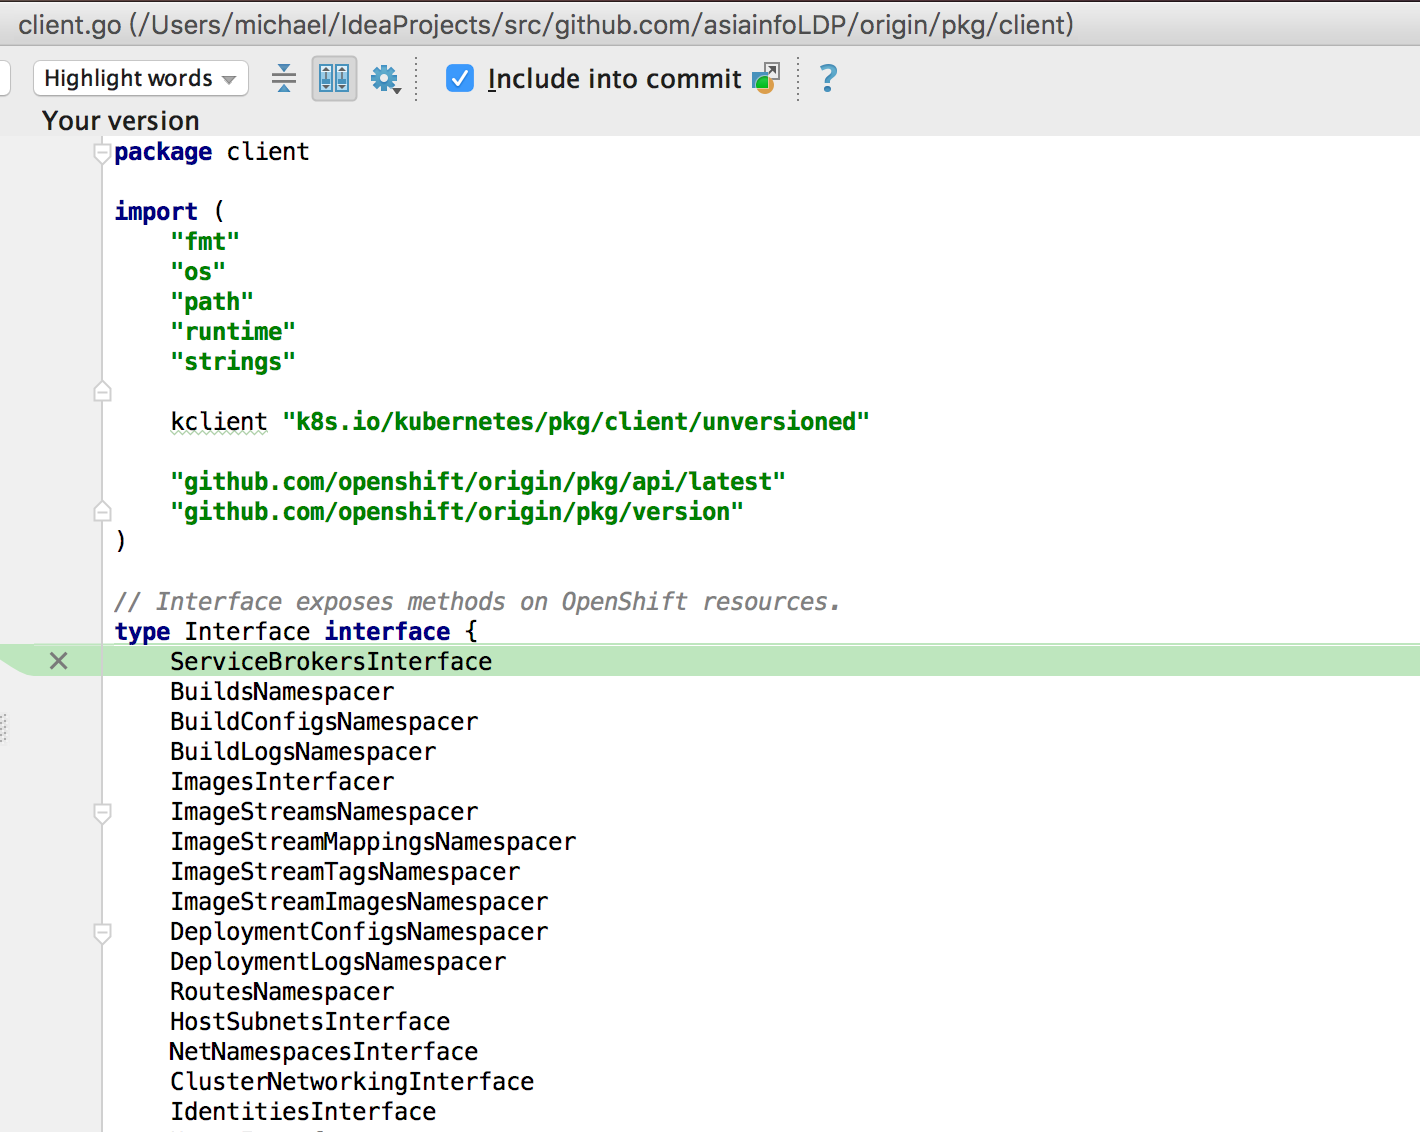 client.go (/Users/michael/IdeaProjects/src/github.com/asiainfoLDP/origin/pkg/client)
Highlight words
Include into commit
?
Your version
package client
import (
"fmt"
"os"
"path"
"runtime"
"strings"
kclient "k8s.io/kubernetes/pkg/client/unversioned"
"github.com/openshift/origin/pkg/api/latest"
"github.com/openshift/origin/pkg/version"
)
// Interface exposes methods on OpenShift resources.
type Interface interface {
ServiceBrokersInterface
BuildsNamespacer
BuildConfigsNamespacer
BuildLogsNamespacer
ImagesInterfacer
ImageStreamsNamespacer
ImageStreamMappingsNamespacer
ImageStreamTagsNamespacer
ImageStreamImagesNamespacer
DeploymentConfigsNamespacer
DeploymentLogsNamespacer
RoutesNamespacer
HostSubnetsInterface
NetNamespacesInterface
ClusterNetworkingInterface
IdentitiesInterface